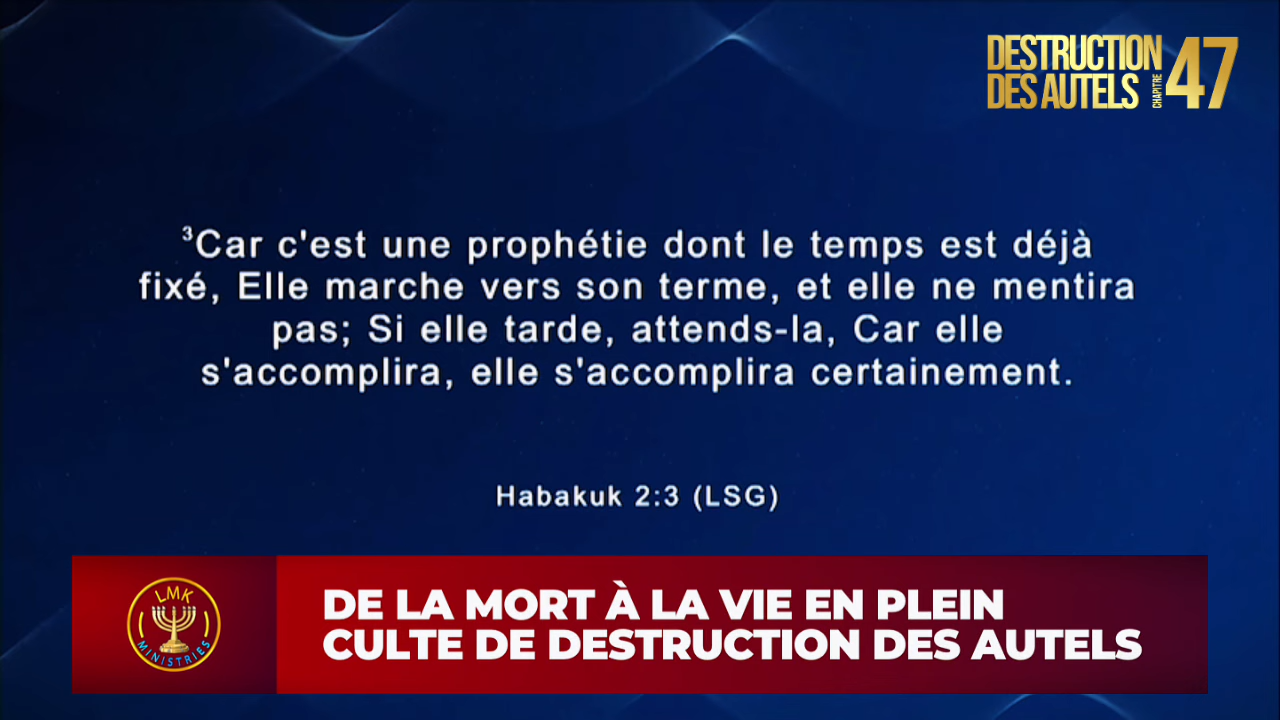 DESTRUCTION
DES AUTELS
CHAPITRE
47
³Car c'est une prophétie dont le temps est déjà
fixé, Elle marche vers son terme, et elle ne mentira
pas; Si elle tarde, attends-la, Car elle
s'accomplira, elle s'accomplira certainement.
Habakuk 2:3 (LSG)
LMK
MINISTRIES
DE LA MORT À LA VIE EN PLEIN
CULTE DE DESTRUCTION DES AUTELS